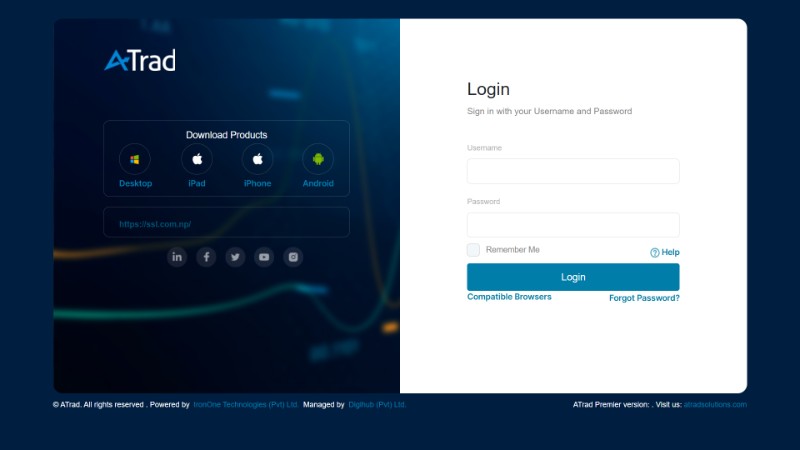 ATrad
Download Products
Desktop
iPad
iPhone
Android
https://ssl.com.np/
Login
Sign in with your Username and Password
Username
Password
Remember Me
Help
Login
Compatible Browsers
Forgot Password?
© ATrad. All rights reserved . Powered by IronOne Technologies (Pvt) Ltd. Managed by Digihub (Pvt) Ltd.
ATrad Premier version: . Visit us: atradsolutions.com